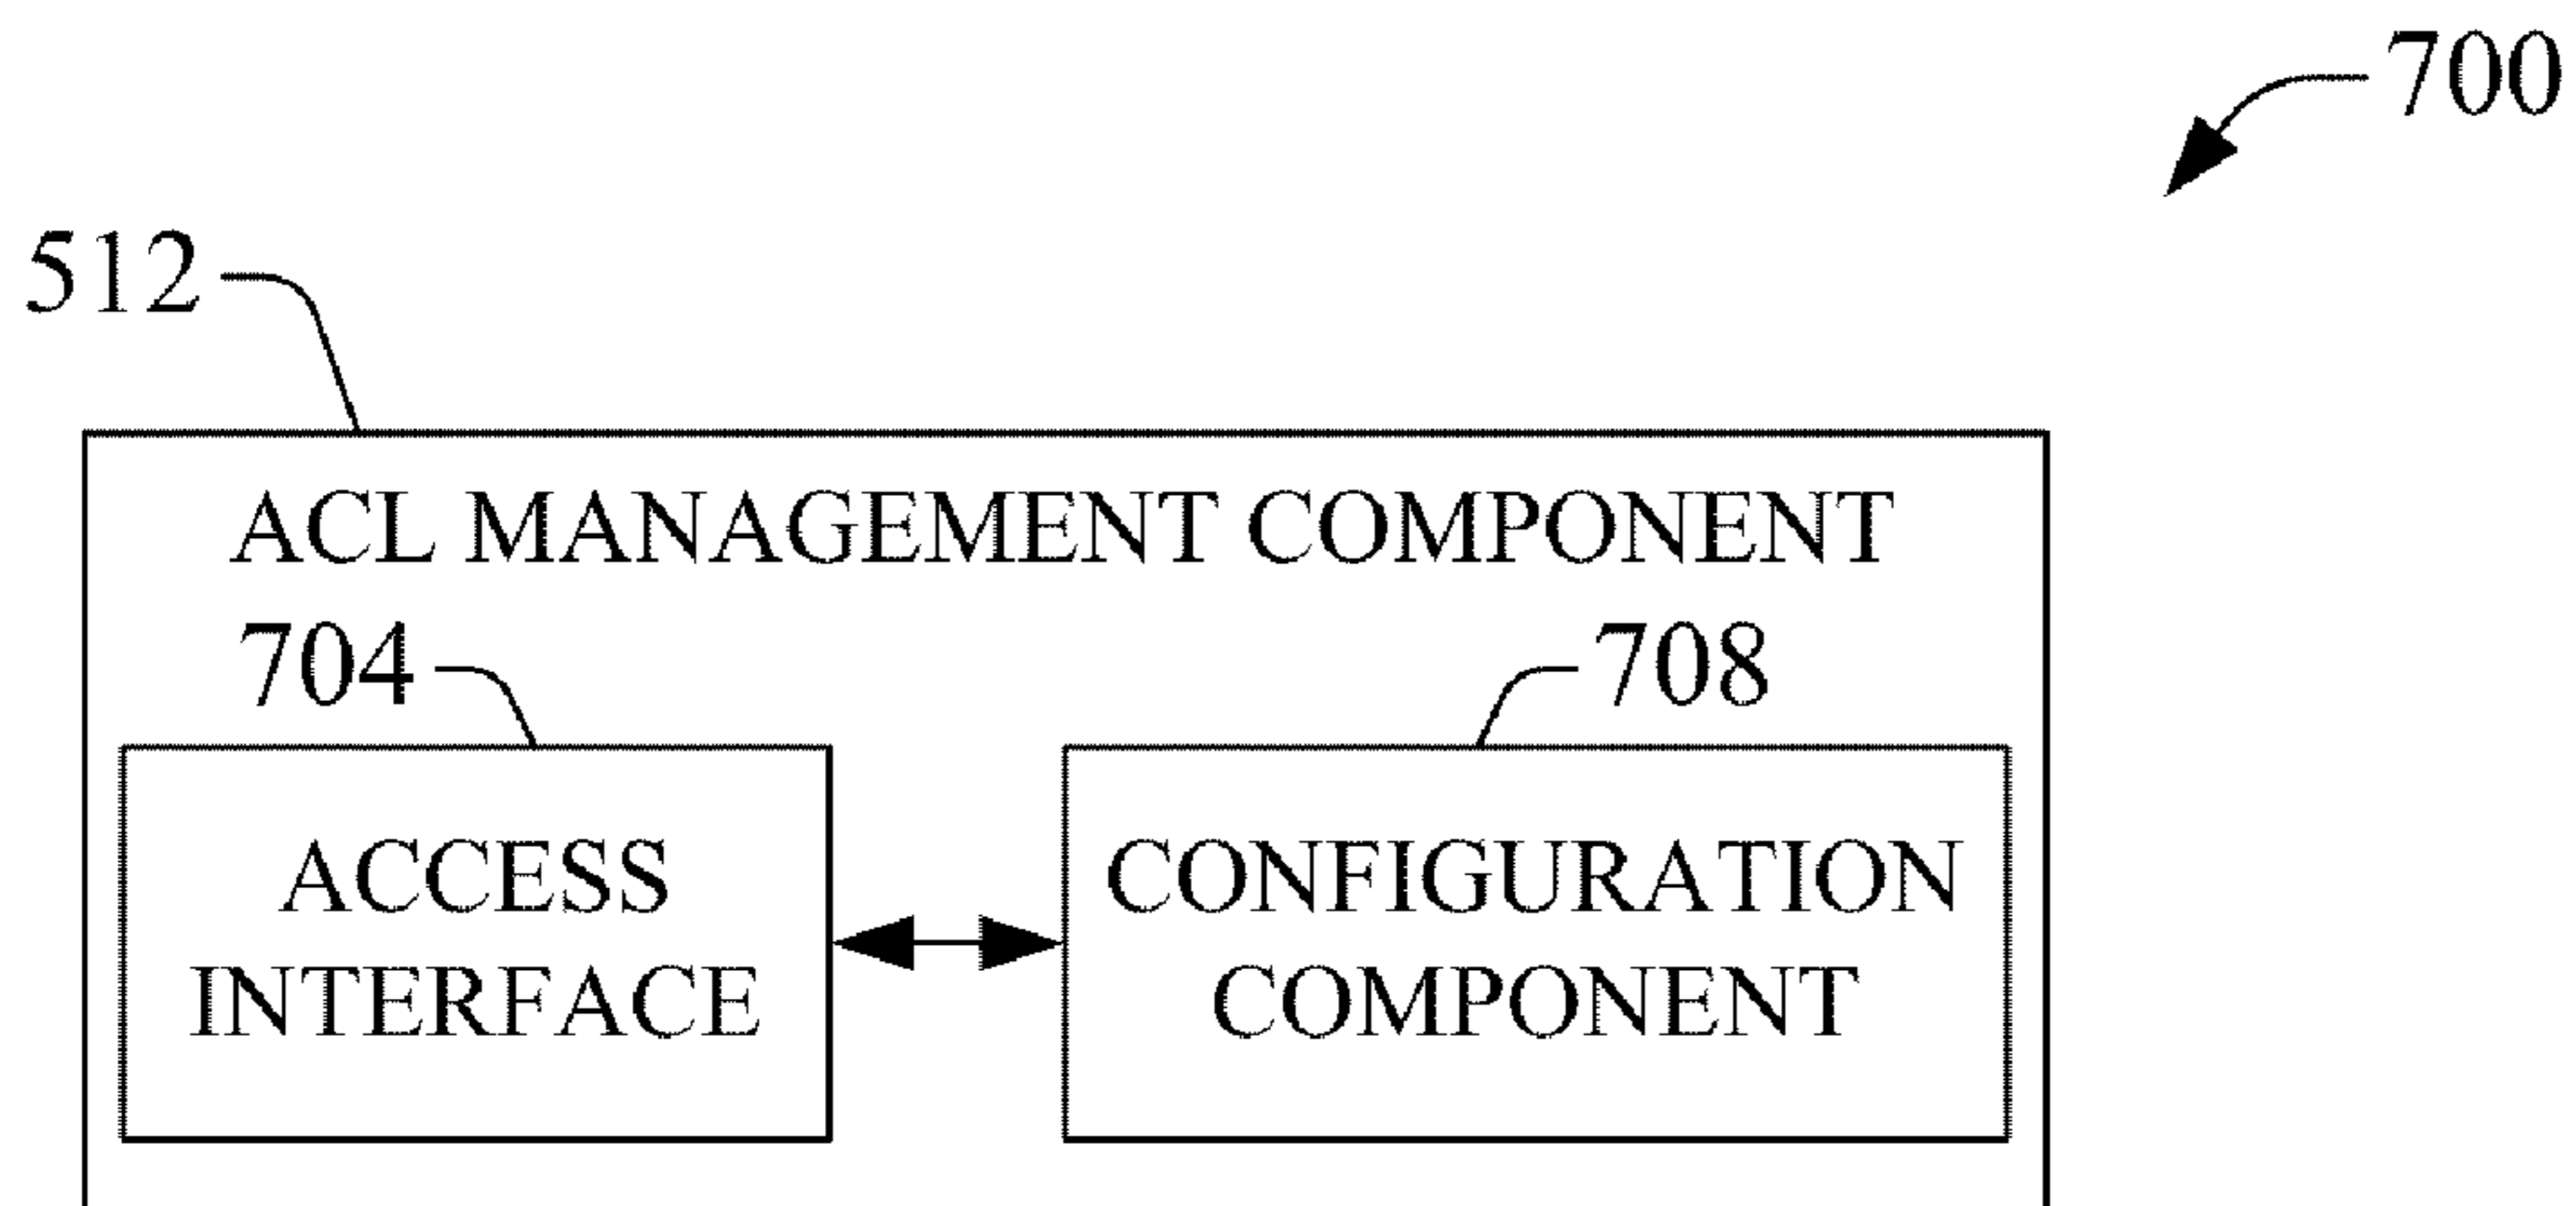 700
512
ACL MANAGEMENT COMPONENT
704
708
ACCESS
INTERFACE
CONFIGURATION
COMPONENT